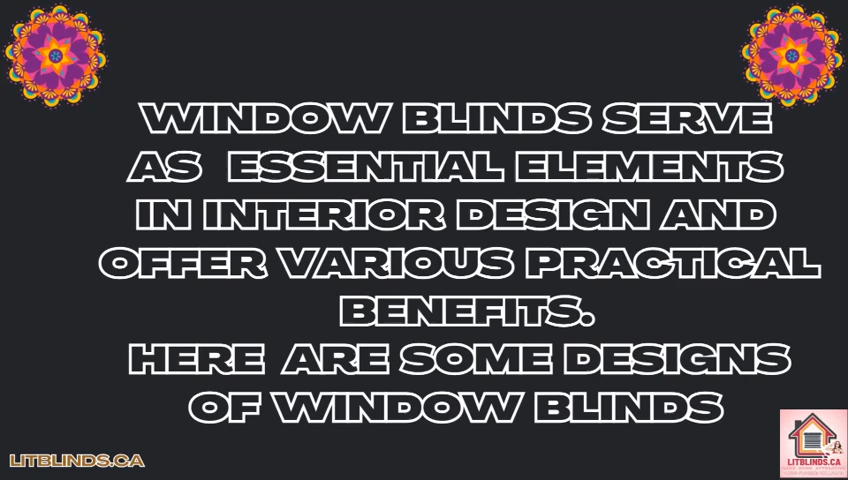 WINDOW BLINDS SERVE
AS ESSENTIAL ELEMENTS
IN INTERIOR DESIGN AND
OFFER VARIOUS PRACTICAL
BENEFITS.
HERE ARE SOME DESIGNS
OF WINDOW BLINDS
LITBLINDS.CA
LITBLINDS.CA